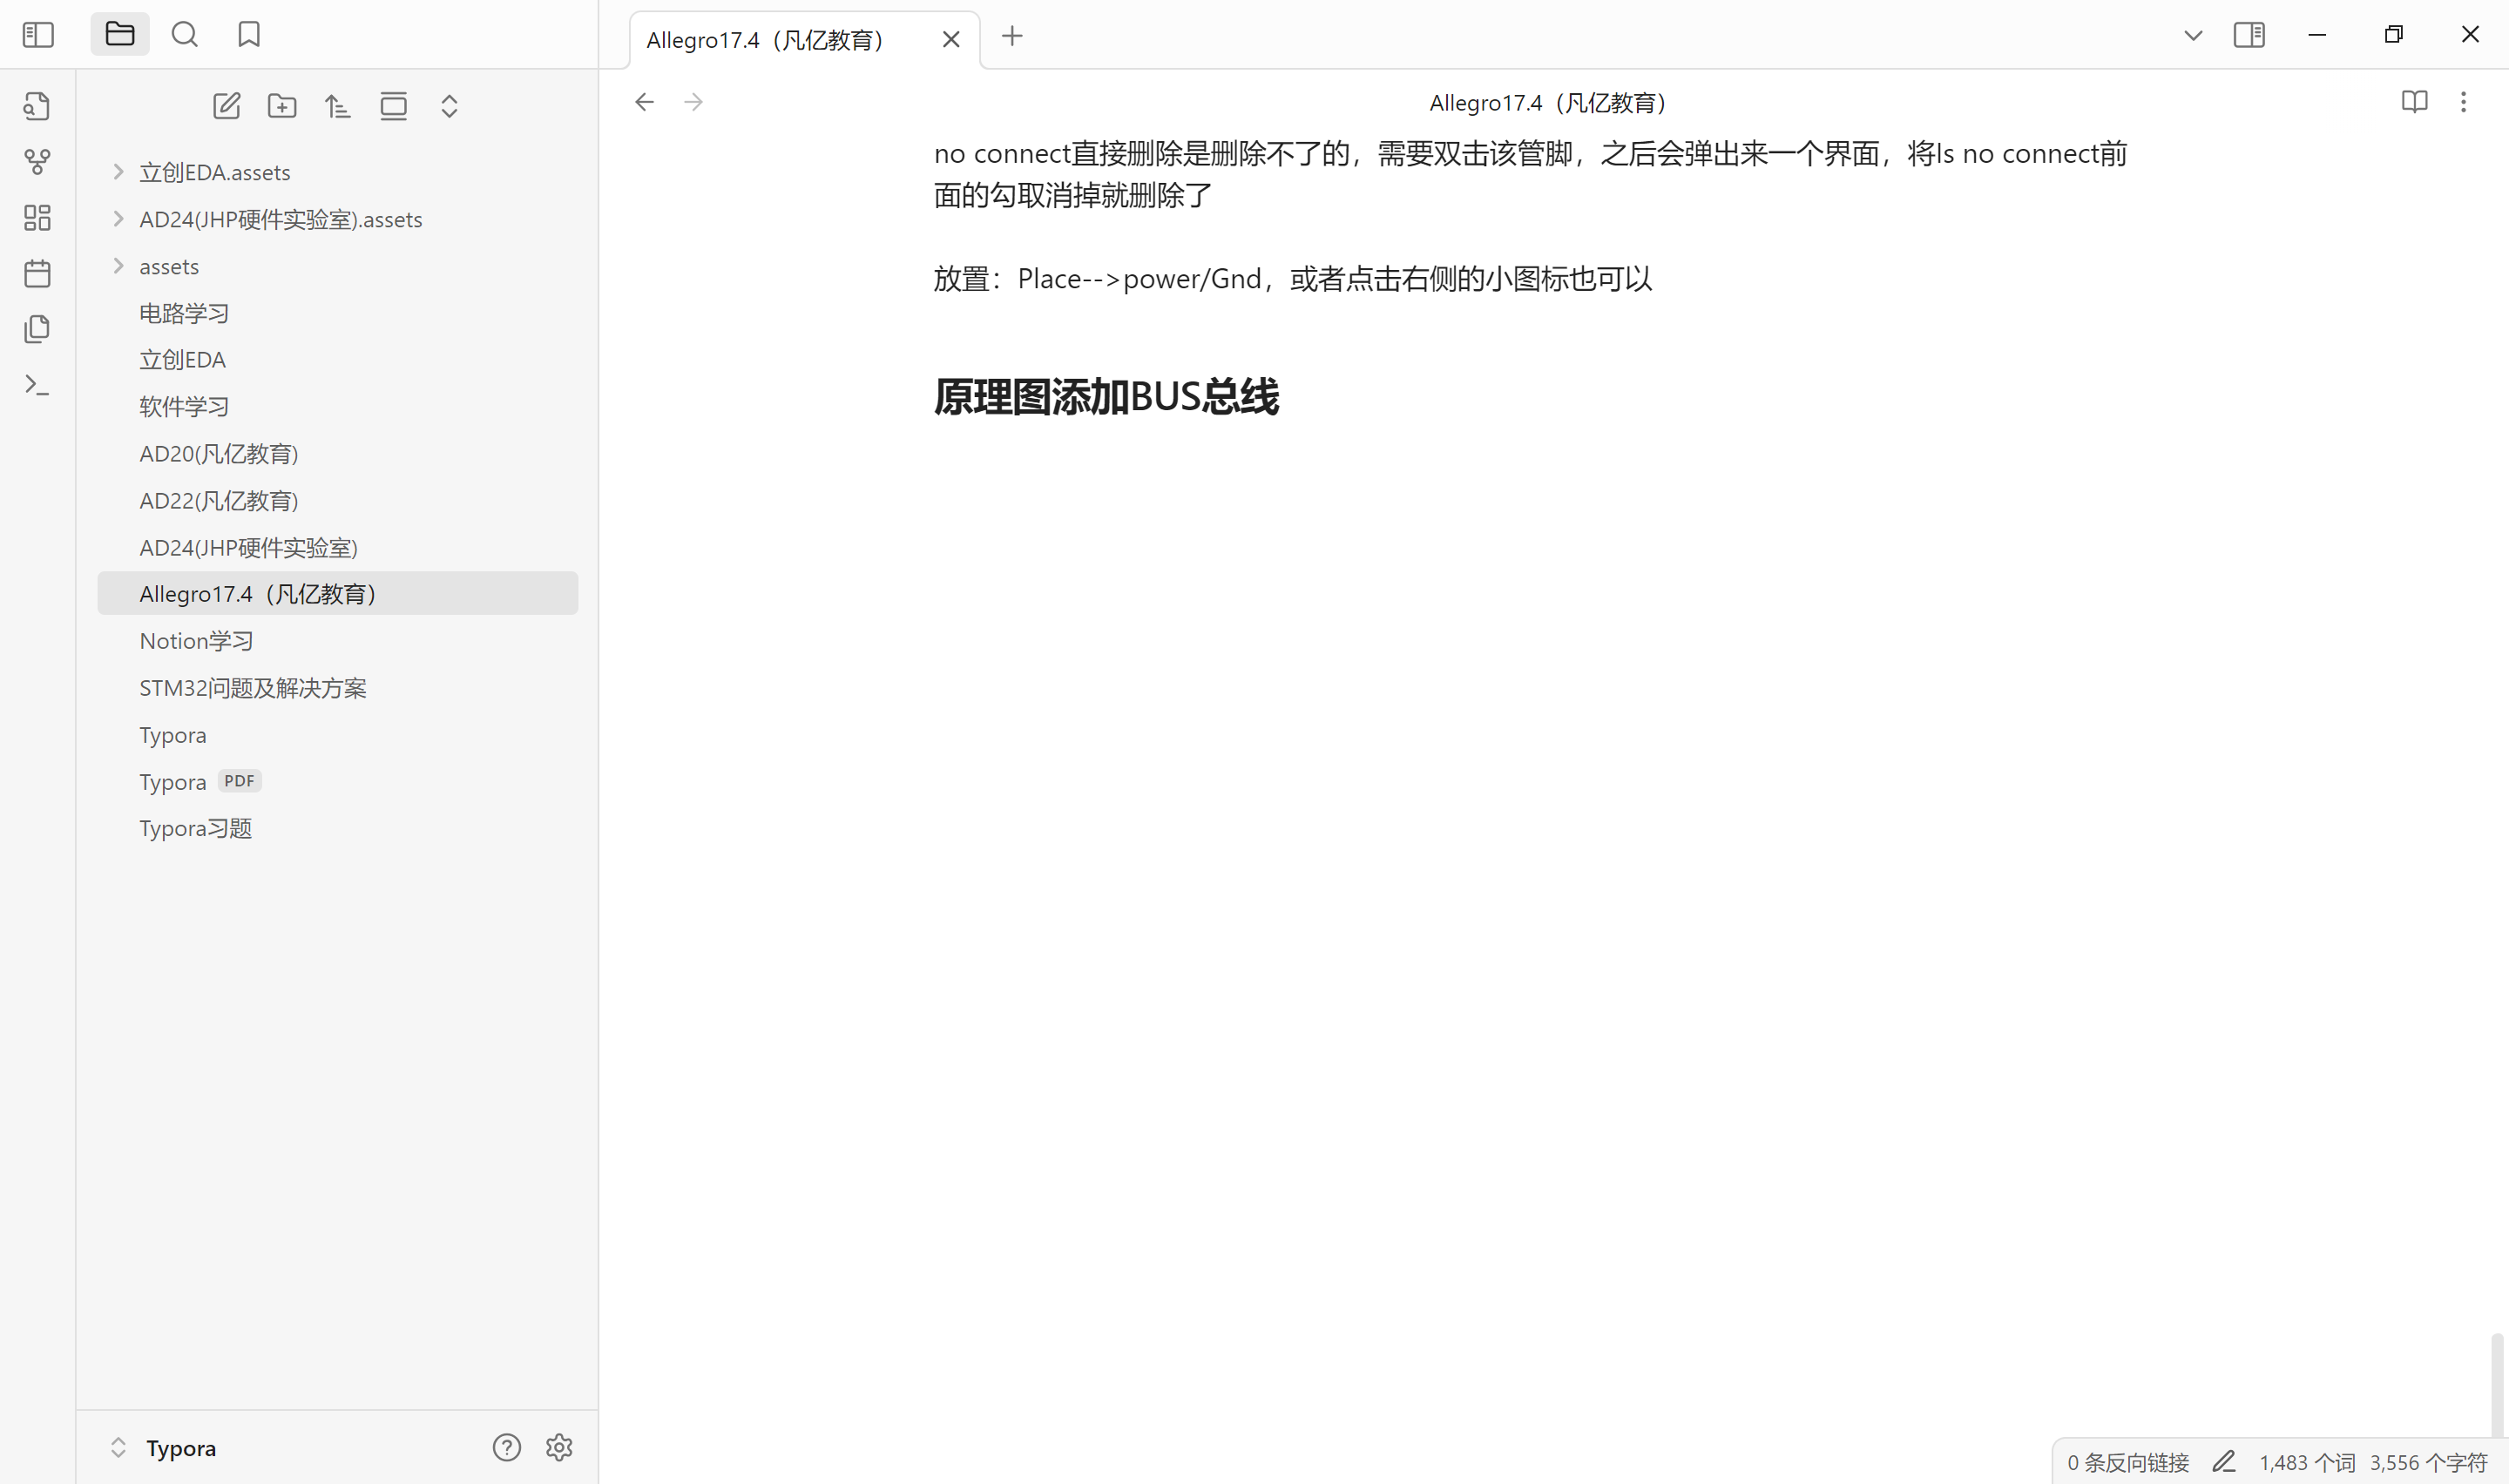 Allegro17.4（凡亿教育）
Allegro17.4（凡亿教育）
立创EDA.assets
AD24(JHP硬件实验室).assets
assets
电路学习
立创EDA
软件学习
AD20(凡亿教育)
AD22(凡亿教育)
AD24(JHP硬件实验室)
Allegro17.4（凡亿教育）
Notion学习
STM32问题及解决方案
Typora
Typora PDF
Typora习题
Typora
no connect直接删除是删除不了的，需要双击该管脚，之后会弹出来一个界面，将Is no connect前
面的勾取消掉就删除了
放置：Place-->power/Gnd，或者点击右侧的小图标也可以
原理图添加BUS总线
0 条反向链接 1,483 个词 3,556 个字符